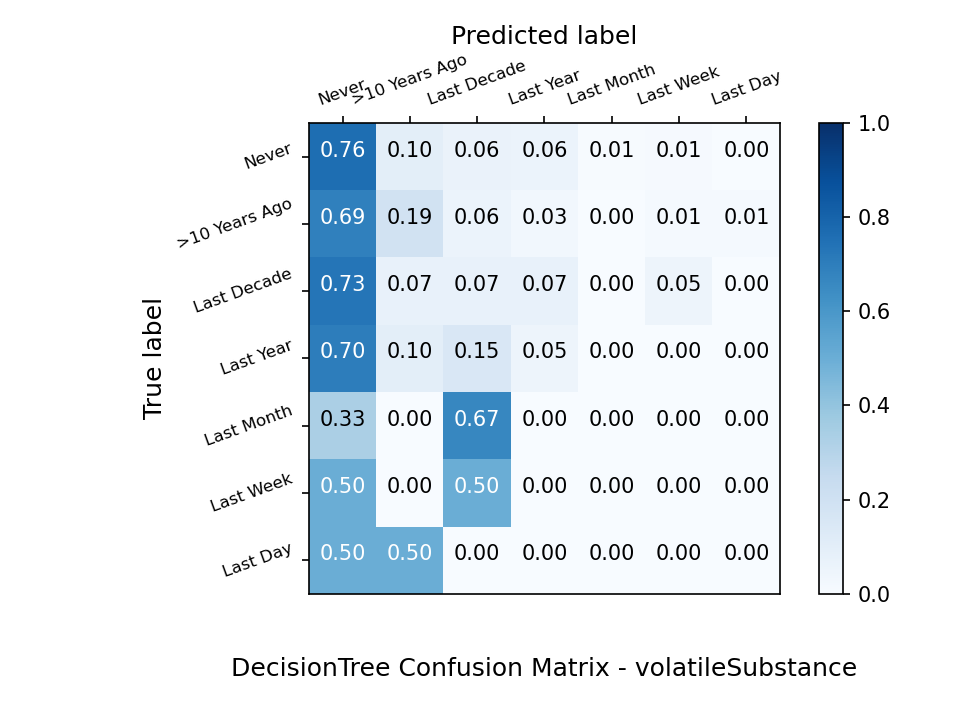 Predicted label
Never
>10 Years Ago
Last Decade
Last Year
Last Month
Last Week
Last Day
1.0
0.8
0.6
0.4
0.2
0.0
True label
Never 0.76 0.10 0.06 0.06 0.01 0.01 0.00
>10 Years Ago 0.69 0.19 0.06 0.03 0.00 0.01 0.01
Last Decade 0.73 0.07 0.07 0.07 0.00 0.05 0.00
Last Year 0.70 0.10 0.15 0.05 0.00 0.00 0.00
Last Month 0.33 0.00 0.67 0.00 0.00 0.00 0.00
Last Week 0.50 0.00 0.50 0.00 0.00 0.00 0.00
Last Day 0.50 0.50 0.00 0.00 0.00 0.00 0.00
DecisionTree Confusion Matrix - volatileSubstance